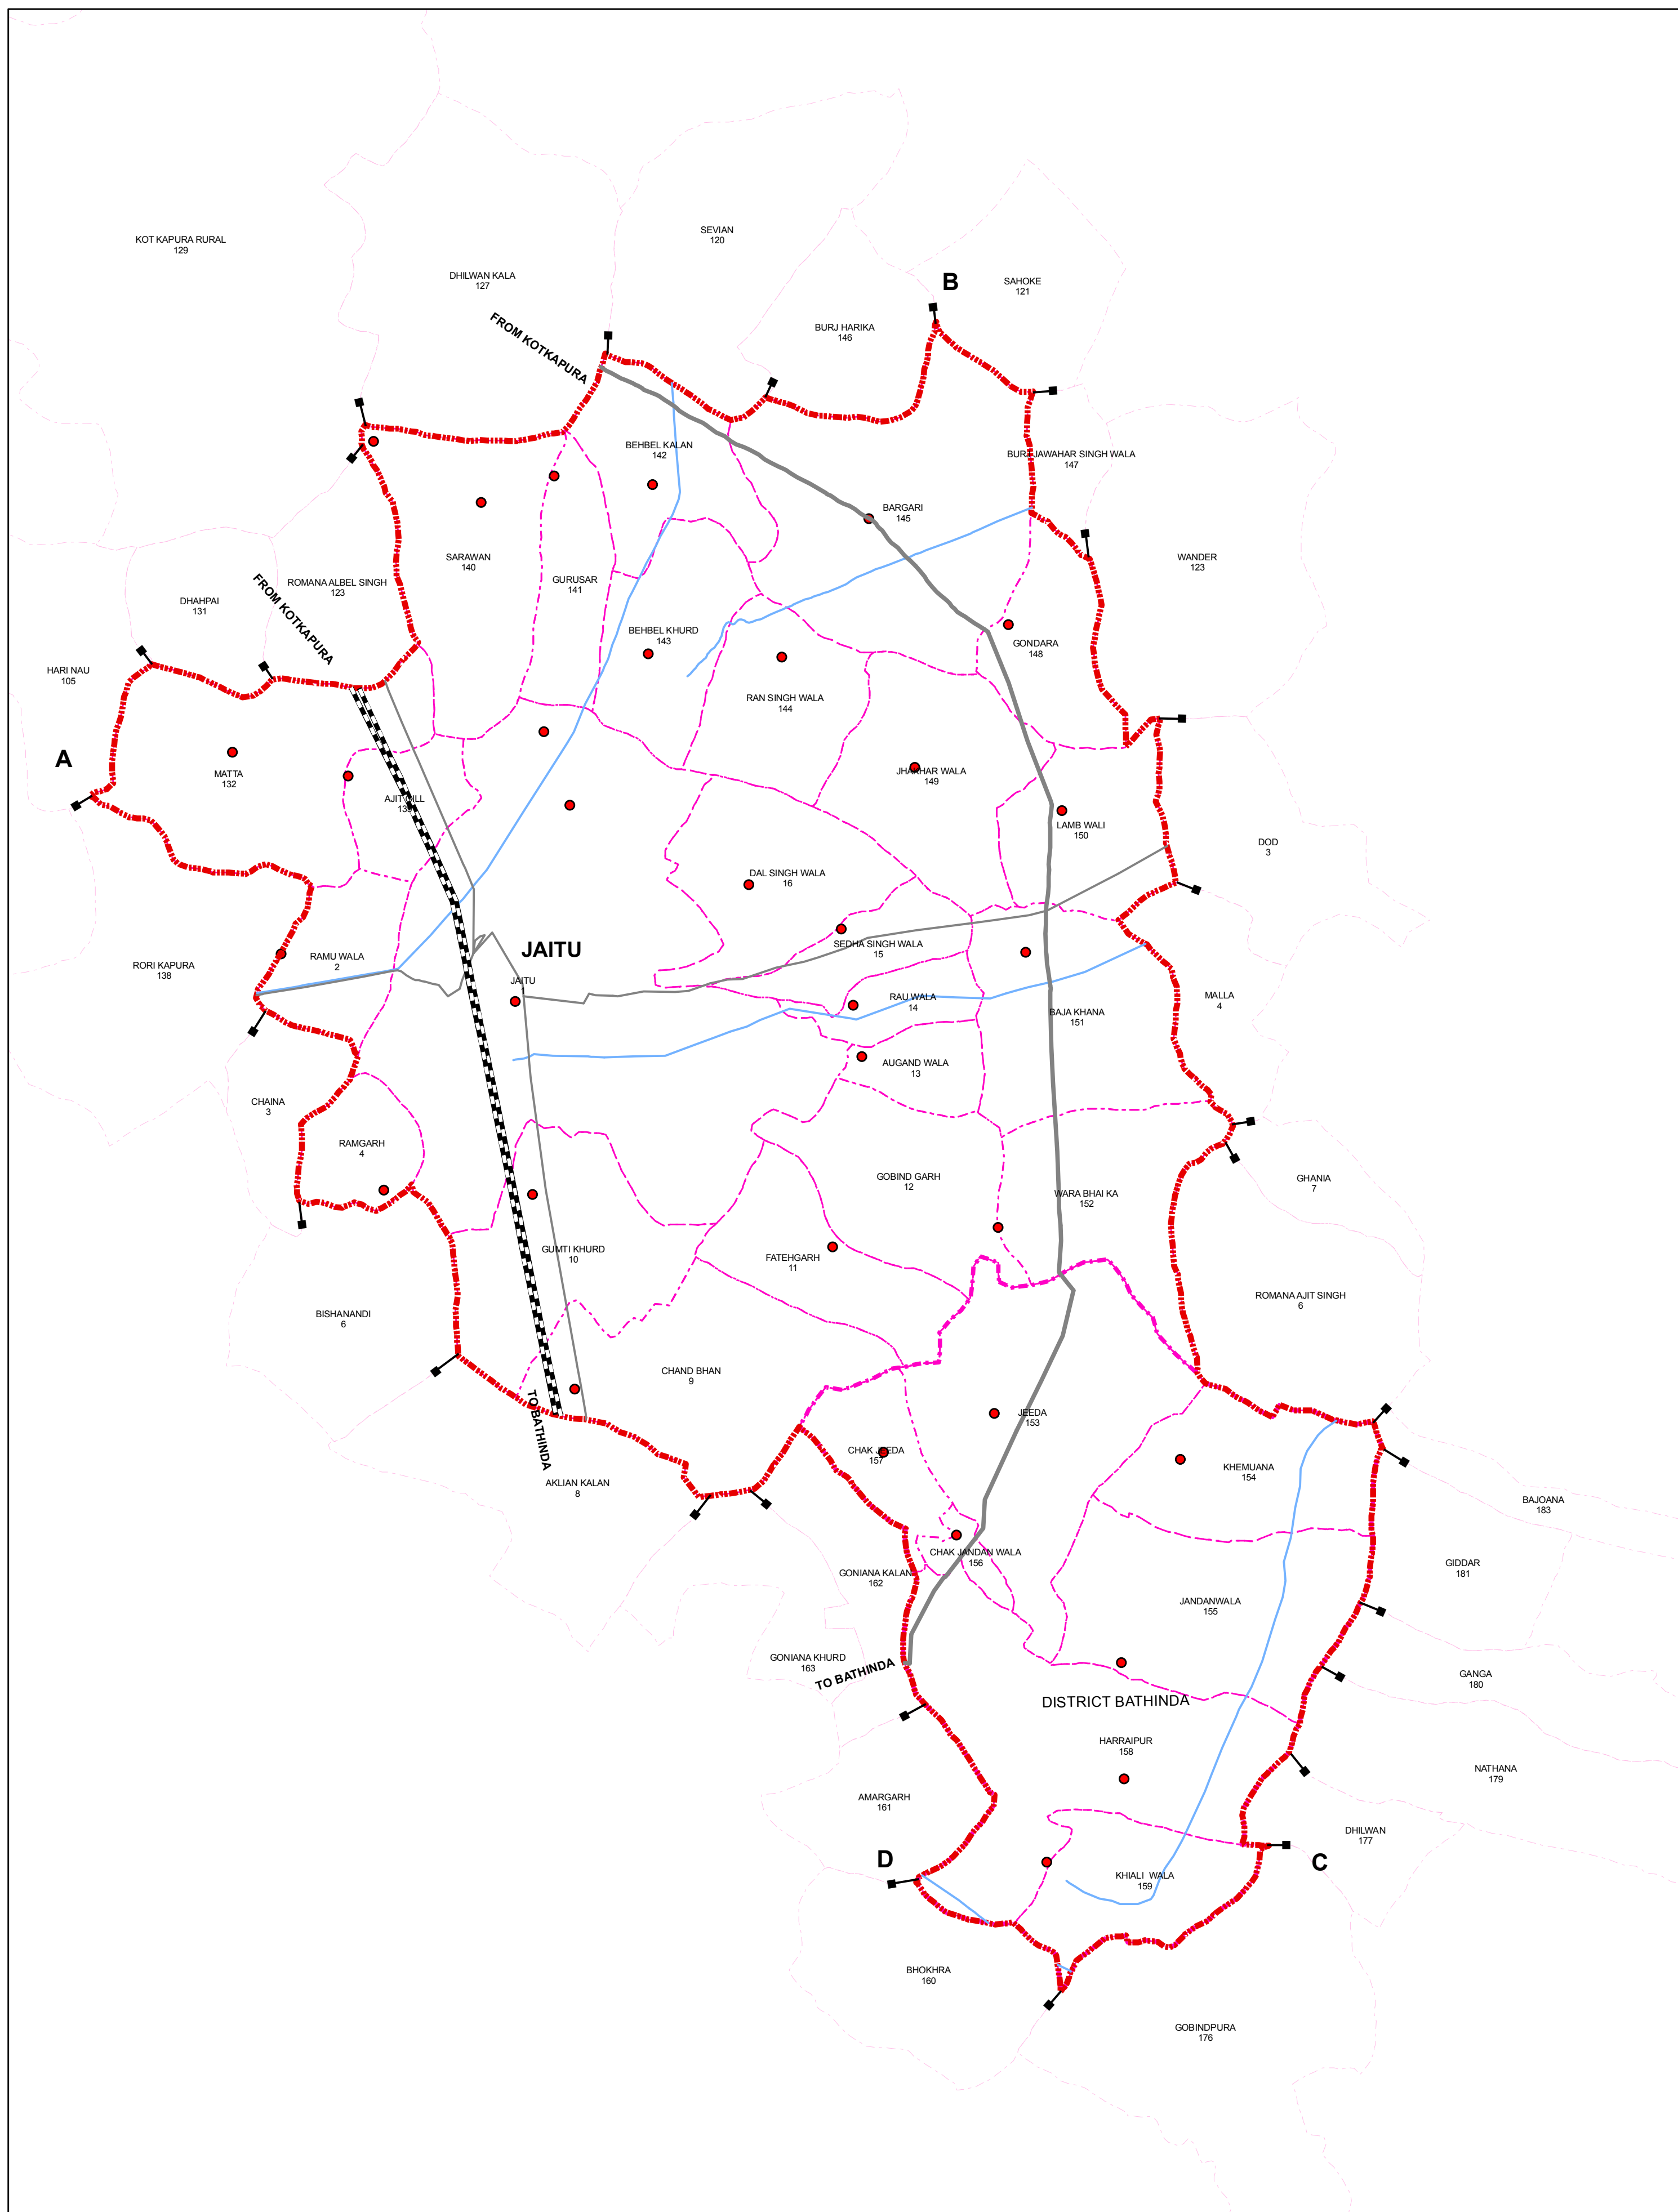 SEVIAN
120
KOT KAPURA RURAL
129
DHILWAN KALA
127
B
SAHOKE
121
FROM KOTKAPURA
BURJ HARIKA
146
BEHBEL KALAN
142
BURJ JAWAHAR SINGH WALA
147
BARGARI
145
SARAWAN
140
WANDER
123
ROMANA ALBEL SINGH
123
GURUSAR
141
DHAHPAI
131
FROM KOTKAPURA
BEHBEL KHURD
143
GONDARA
148
HARI NAU
105
RAN SINGH WALA
144
A
MATTA
132
JHAKHAR WALA
149
AJIT GILL
LAMB WALI
150
DOD
3
DAL SINGH WALA
16
JAITU
SEDHA SINGH WALA
15
RORI KAPURA
138
RAMU WALA
2
JAITU
1
RAU WALA
14
MALLA
4
BAJA KHANA
151
AUGAND WALA
13
CHAINA
3
RAMGARH
4
GOBIND GARH
12
GHANIA
7
WARA BHAI KA
152
GUMTI KHURD
10
FATEHGARH
11
ROMANA AJIT SINGH
6
BISHANANDI
6
CHAND BHAN
9
TO BATHINDA
JEEDA
153
CHAK JEEDA
157
KHEMUANA
154
AKLIAN KALAN
8
BAJOANA
183
CHAK JANDAN WALA
156
GIDDAR
181
GONIANA KALAN
162
JANDANWALA
155
GONIANA KHURD
163
TO BATHINDA
GANGA
180
DISTRICT BATHINDA
HARRAIPUR
158
NATHANA
179
AMARGARH
161
DHILWAN
177
D
C
KHIALI WALA
159
BHOKHRA
160
GOBINDPURA
176